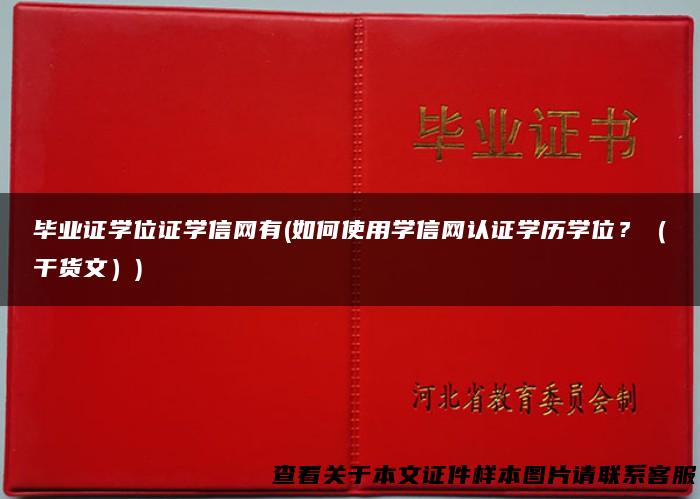 毕业证书
毕业证学位证学信网有(如何使用学信网认证学历学位？（
干货文）)
河北省教育委员会制
查看关于本文证件样本图片请联系客服